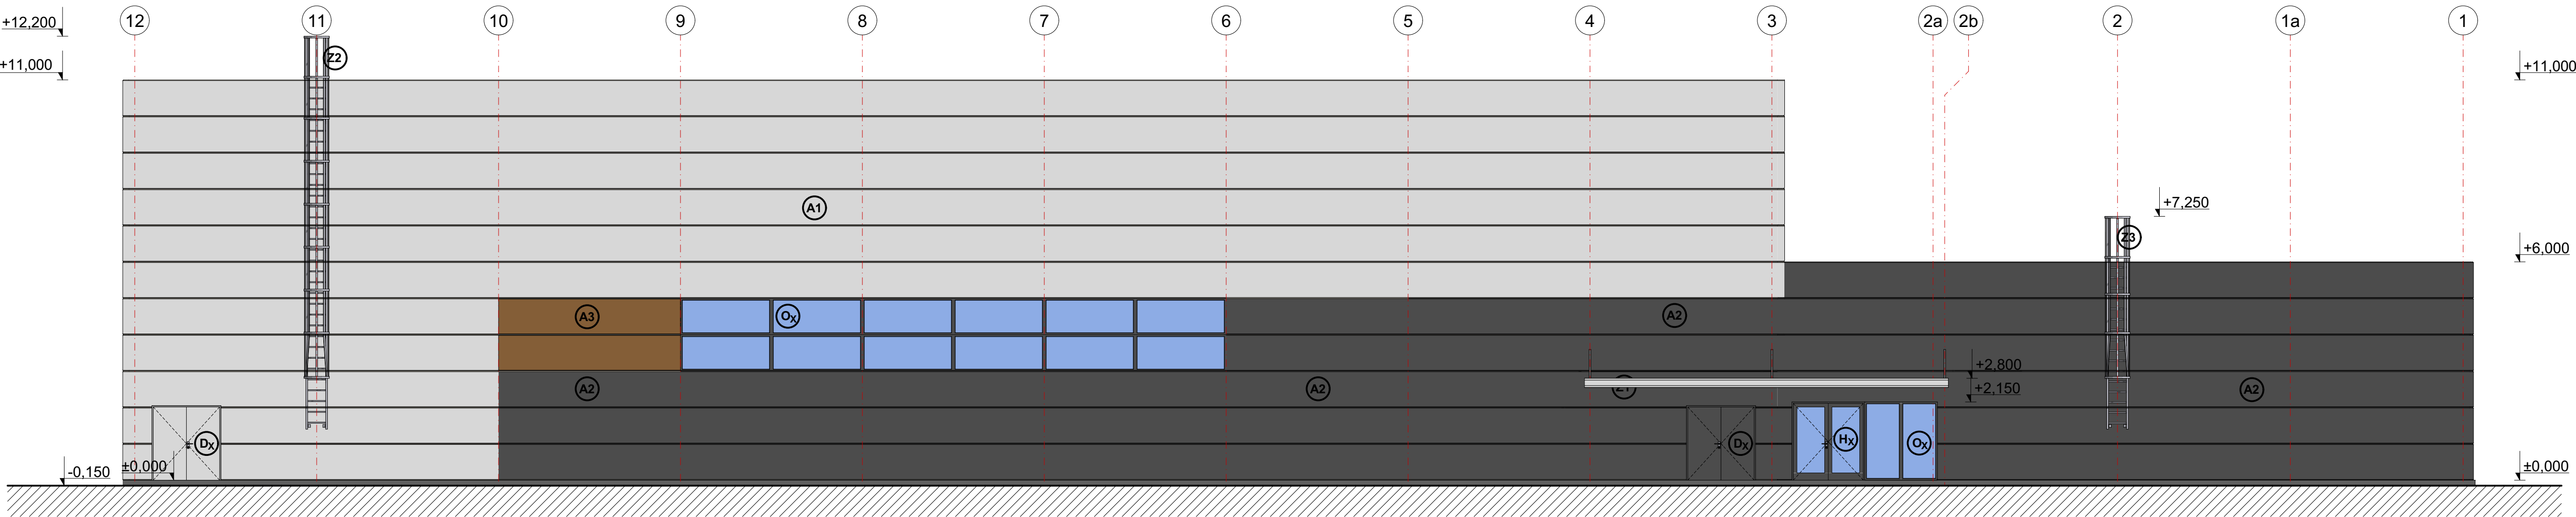 12 11 10 9 8 7 6 5 4 3 2a 2b 2 1a 1
+12,200
Z2
+11,000
+11,000
A1
+7,250
Z3
+6,000
A3
Ox
A2
+2.800
A2
A2
Z1
+2,150
A2
Dx
Dx
Hx
Ox
-0,150
±0,000
±0,000